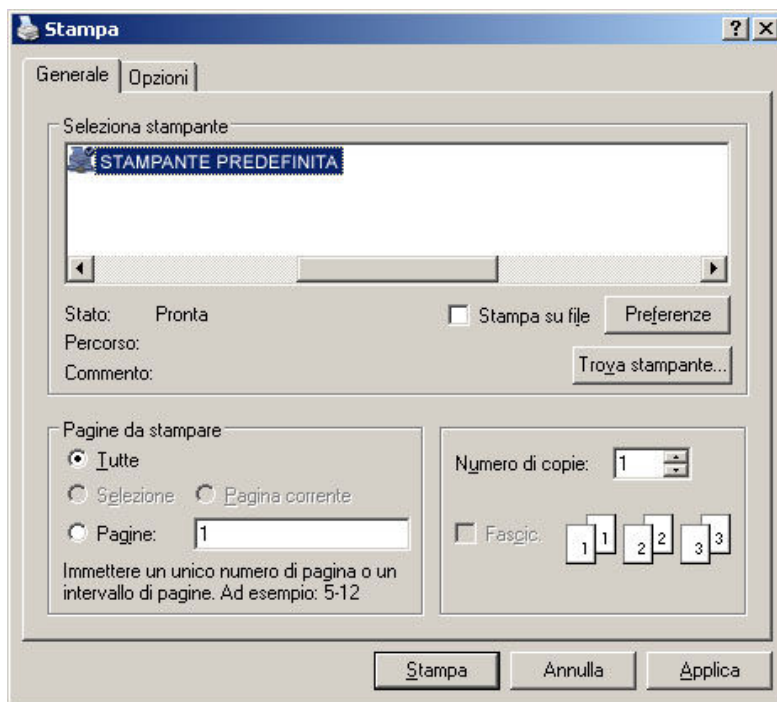 Stampa
Generale Opzioni
Seleziona stampante
STAMPANTE PREDEFINITA
Stato: Pronta
Stampa su file Preferenze
Percorso:
Trova stampante...
Commento:
Pagine da stampare
Tutte
Selezione Pagina corrente
Pagine: 1
Immettere un unico numero di pagina o un
intervallo di pagine. Ad esempio: 5-12
Numero di copie: 1
Fascic.
1 1 2 2 3 3
Stampa Annulla Applica